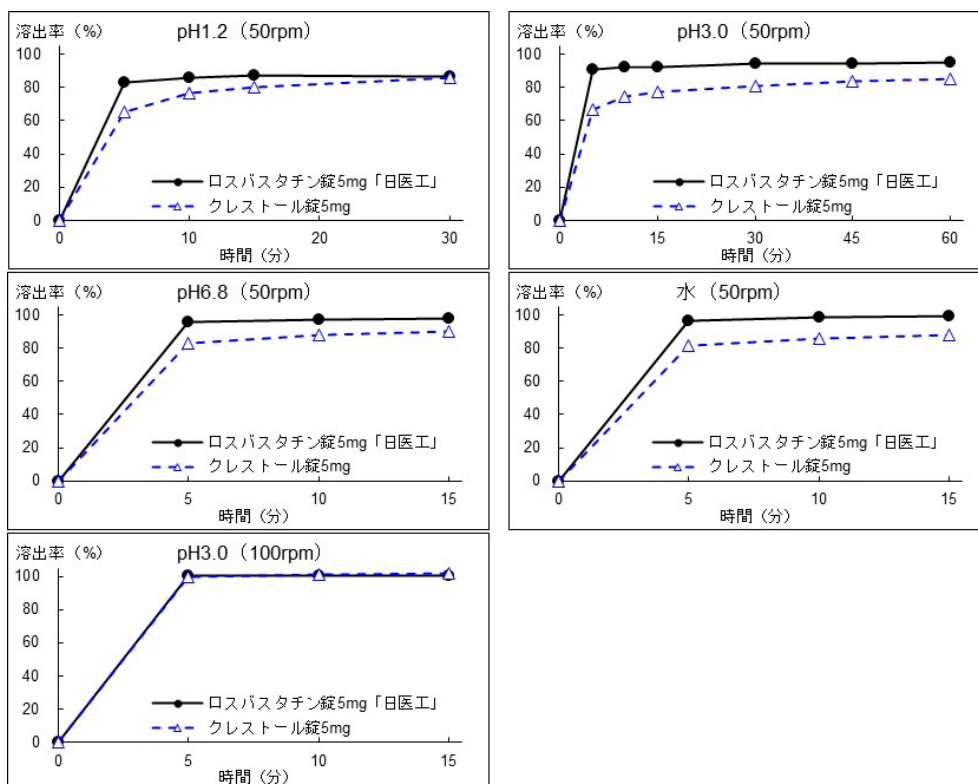 溶出率（%） pH1.2（50rpm）
100
80
60
40
20
0
ロスバスタチン錠5mg「日医工」
クレストール錠5mg
0 10 20 30
時間（分）
溶出率（%） pH3.0（50rpm）
100
80
60
40
20
0
ロスバスタチン錠5mg「日医工」
クレストール錠5mg
0 15 30 45 60
時間（分）
溶出率（%） pH6.8（50rpm）
100
80
60
40
20
0
ロスバスタチン錠5mg「日医工」
クレストール錠5mg
0 5 10 15
時間（分）
溶出率（%） 水（50rpm）
100
80
60
40
20
0
ロスバスタチン錠5mg「日医工」
クレストール錠5mg
0 5 10 15
時間（分）
溶出率（%） pH3.0（100rpm）
100
80
60
40
20
0
ロスバスタチン錠5mg「日医工」
クレストール錠5mg
0 5 10 15
時間（分）